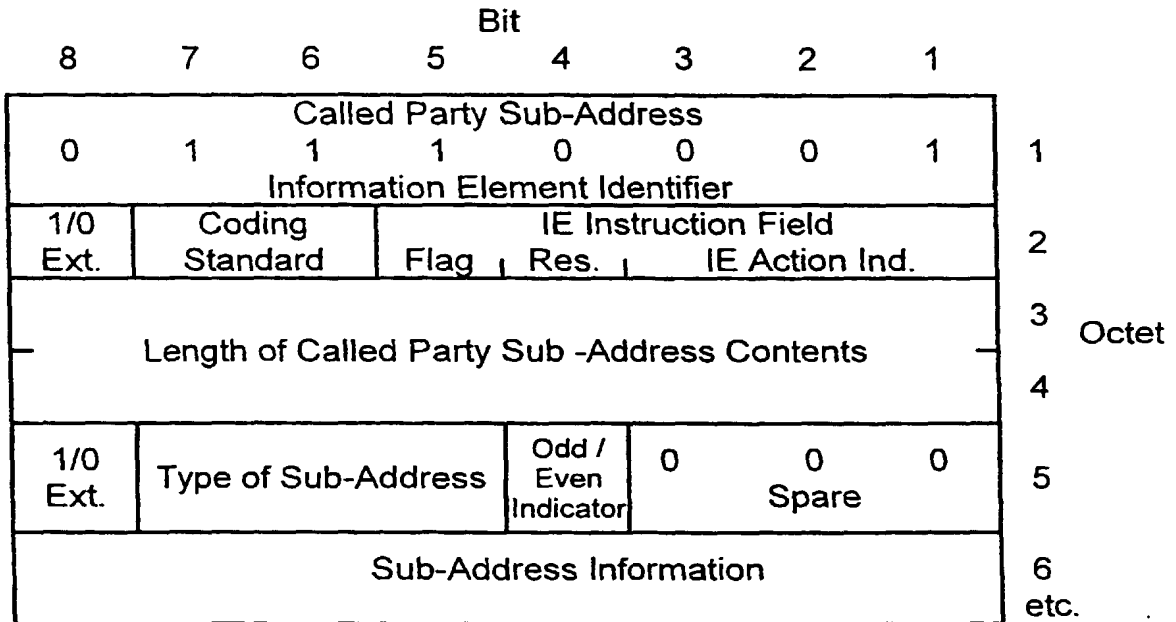 Bit
8 7 6 5 4 3 2 1
Called Party Sub-Address
0 1 1 1 0 0 0 1 1
Information Element Identifier
1/0 Coding IE Instruction Field
Ext. Standard Flag Res. IE Action Ind. 2
3
Length of Called Party Sub -Address Contents Octet
4
1/0 Type of Sub-Address Odd / 0 0 0 5
Ext. Even Spare
Indicator
Sub-Address Information 6
etc.